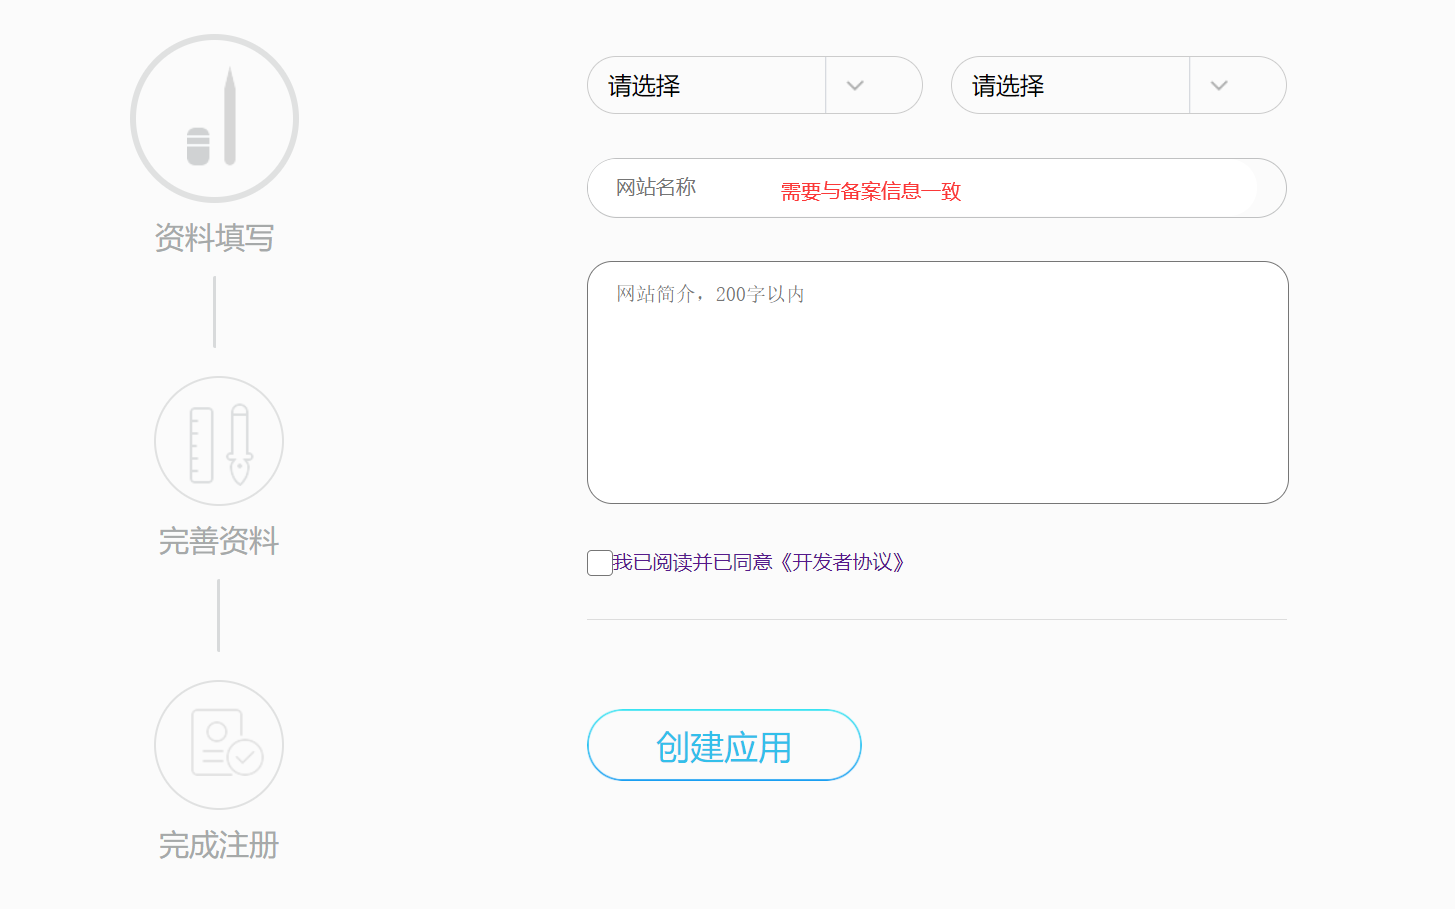 请选择
请选择
网站名称
需要与备案信息一致
网站简介，200字以内
我已阅读并已同意《开发者协议》
创建应用
资料填写
完善资料
完成注册